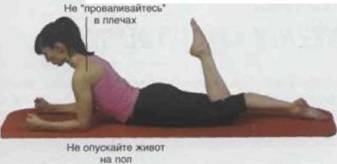 Не "проваливайтесь"
в плечах
Не опускайте живот
на пол